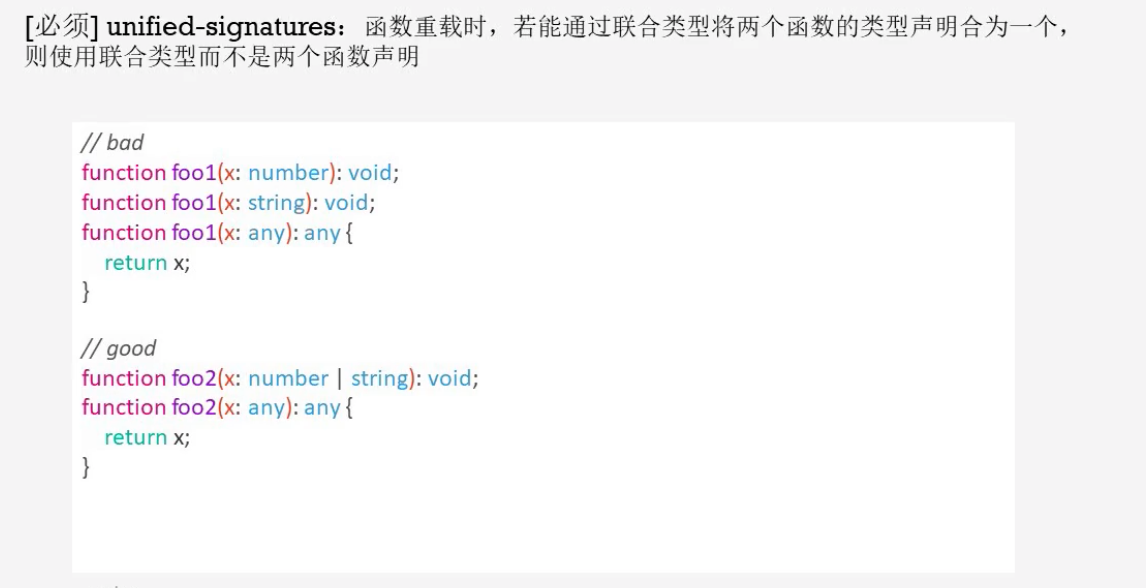 [必须] unified-signatures： 函数重载时，若能通过联合类型将两个函数的类型声明合为一个，
则使用联合类型而不是两个函数声明
// bad
function foo1(x: number): void;
function foo1(x: string): void;
function foo1(x: any): any {
return x;
}
// good
function foo2(x: number | string): void;
function foo2(x: any): any {
return x;
}